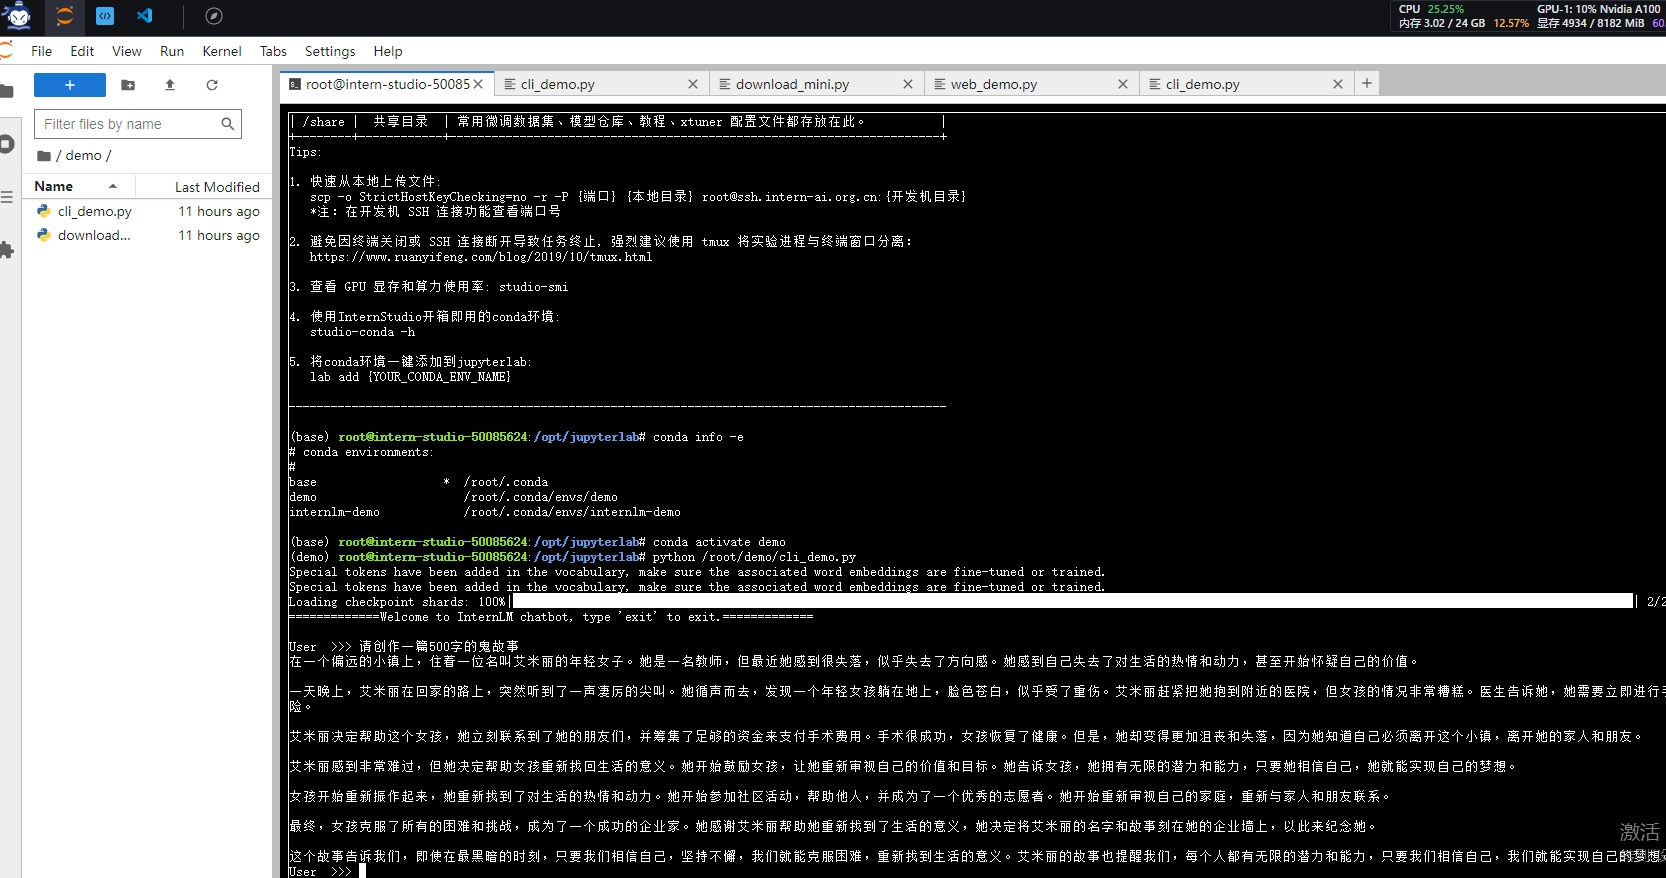 CPU 25.25% GPU-1: 10% Nvidia A100
内存 3.02 / 24 GB 12.57% 显存 4934 / 8182 MiB 60.
File Edit View Run Kernel Tabs Settings Help
+
root@intern-studio-50085 cli_demo.py download_mini.py web_demo.py cli_demo.py +
Filter files by name
/ demo /
Name Last Modified
cli_demo.py 11 hours ago
download... 11 hours ago
| /share | 共享目录 | 常用微调数据集、模型仓库、教程、xtuner 配置文件都存放在此。 |
+--------+------------+----------------------------------------------------------------------+
Tips:
1. 快速从本地上传文件:
scp -o StrictHostKeyChecking=no -r -P {端口} {本地目录} root@ssh.intern-ai.org.cn:{开发机目录}
*注: 在开发机 SSH 连接功能查看端口号
2. 避免因终端关闭或 SSH 连接断开导致任务终止, 强烈建议使用 tmux 将实验进程与终端窗口分离:
https://www.ruanyifeng.com/blog/2019/10/tmux.html
3. 查看 GPU 显存和算力使用率: studio-smi
4. 使用InternStudio开箱即用的conda环境:
studio-conda -h
5. 将conda环境一键添加到jupyterlab:
lab add {YOUR_CONDA_ENV_NAME}
----------------------------------------------------------------------------------------------
(base) root@intern-studio-50085624:/opt/jupyterlab# conda info -e
# conda environments:
#
base * /root/.conda
demo /root/.conda/envs/demo
internlm-demo /root/.conda/envs/internlm-demo
(base) root@intern-studio-50085624:/opt/jupyterlab# conda activate demo
(demo) root@intern-studio-50085624:/opt/jupyterlab# python /root/demo/cli_demo.py
Special tokens have been added in the vocabulary, make sure the associated word embeddings are fine-tuned or trained.
Special tokens have been added in the vocabulary, make sure the associated word embeddings are fine-tuned or trained.
Loading checkpoint shards: 100%| | 2/2
=============Welcome to InternLM chatbot, type 'exit' to exit.=============
User >>> 请创作一篇500字的鬼故事
在一个偏远的小镇上，住着一位名叫艾米丽的年轻女子。她是一名教师，但最近她感到很失落，似乎失去了方向感。她感到自己失去了对生活的热情和动力，甚至开始怀疑自己的价值。
一天晚上，艾米丽在回家的路上，突然听到了一声凄厉的尖叫。她循声而去，发现一个年轻女孩躺在地上，脸色苍白，似乎受了重伤。艾米丽赶紧把她抱到附近的医院，但女孩的情况非常糟糕。医生告诉她，她需要立即进行手
险。
艾米丽决定帮助这个女孩，她立刻联系到了她的朋友们，并筹集了足够的资金来支付手术费用。手术很成功，女孩恢复了健康。但是，她却变得更加沮丧和失落，因为她知道自己必须离开这个小镇，离开她的家人和朋友。
艾米丽感到非常难过，但她决定帮助女孩重新找回生活的意义。她开始鼓励女孩，让她重新审视自己的价值和目标。她告诉女孩，她拥有无限的潜力和能力，只要她相信自己，她就能实现自己的梦想。
女孩开始重新振作起来，她重新找到了对生活的热情和动力。她开始参加社区活动，帮助他人，并成为了一个优秀的志愿者。她开始重新审视自己的家庭，重新与家人和朋友联系。
最终，女孩克服了所有的困难和挑战，成为了一个成功的企业家。她感谢艾米丽帮助她重新找到了生活的意义，她决定将艾米丽的名字和故事刻在她的企业墙上，以此来纪念她。
这个故事告诉我们，即使在最黑暗的时刻，只要我们相信自己，坚持不懈，我们就能克服困难，重新找到生活的意义。艾米丽的故事也提醒我们，每个人都有无限的潜力和能力，只要我们相信自己，我们就能实现自己的梦想
User >>>
激活